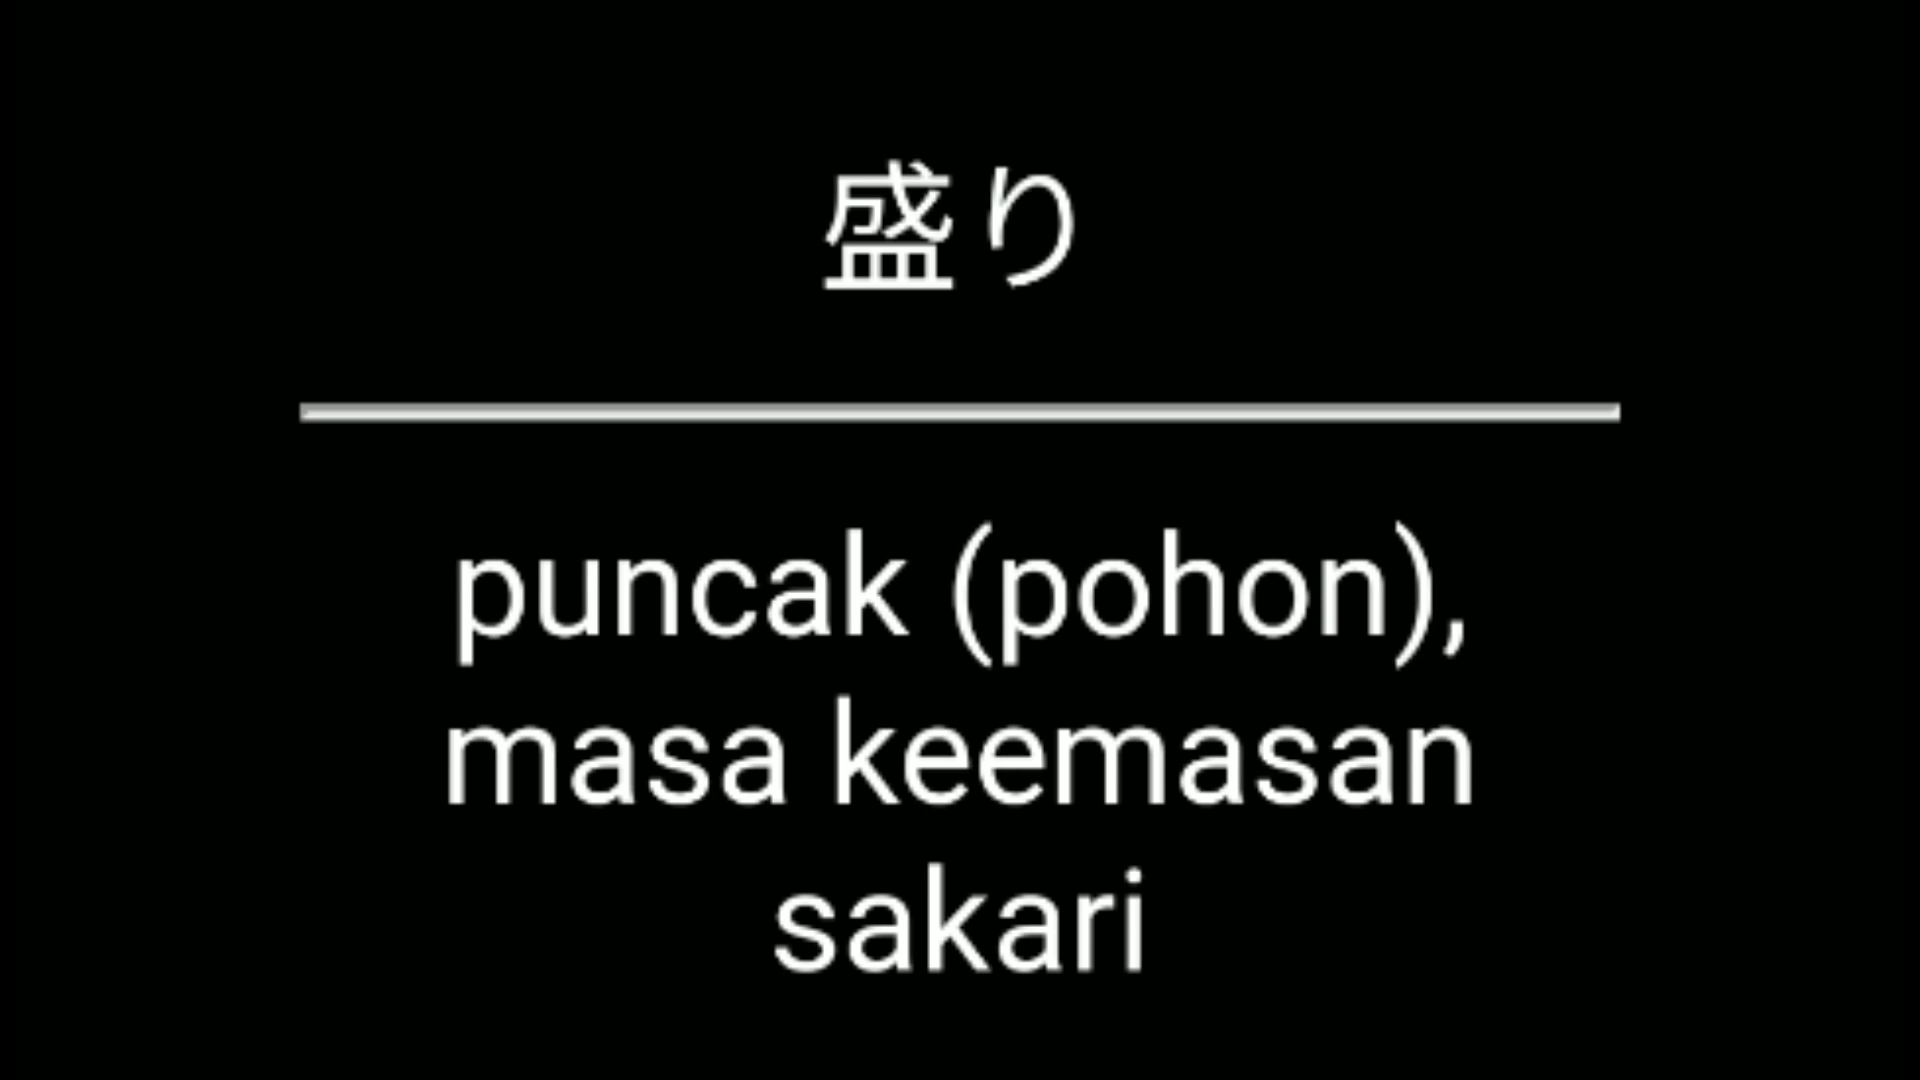 盛り
puncak (pohon),
masa keemasan
sakari